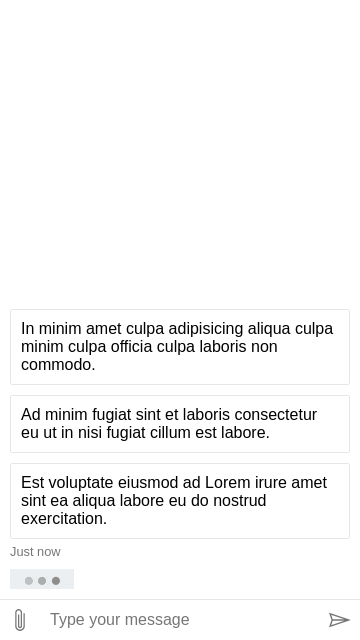 In minim amet culpa adipisicing aliqua culpa
minim culpa officia culpa laboris non
commodo.
Ad minim fugiat sint et laboris consectetur
eu ut in nisi fugiat cillum est labore.
Est voluptate eiusmod ad Lorem irure amet
sint ea aliqua labore eu do nostrud
exercitation.
Just now
Type your message